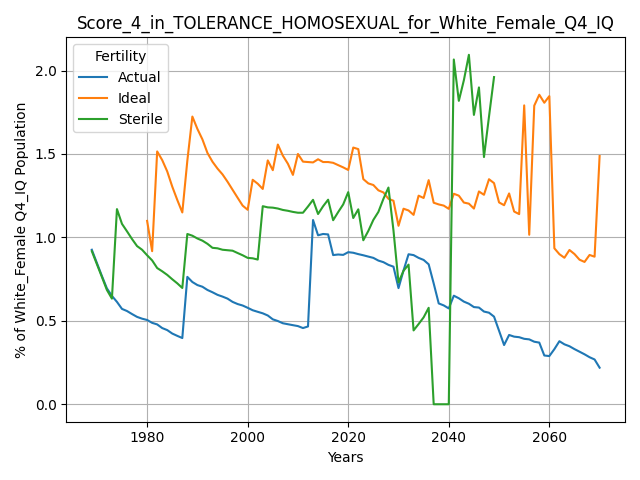 Score_4_in_TOLERANCE_HOMOSEXUAL_for_White_Female_Q4_IQ
Fertility
Actual
Ideal
Sterile
% of White_Female Q4_IQ Population
2.0
1.5
1.0
0.5
0.0
1980
2000
2020
2040
2060
Years